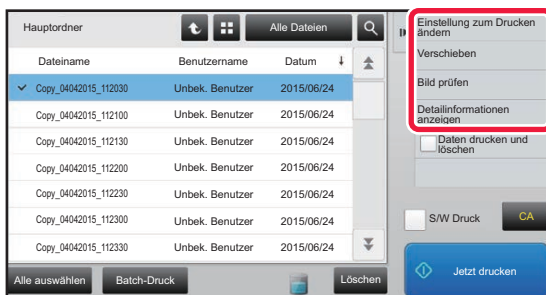 Hauptordner
Alle Dateien
Dateiname Benutzername Datum
Copy_04042015_112030 Unbek. Benutzer 2015/06/24
Copy_04042015_112100 Unbek. Benutzer 2015/06/24
Copy_04042015_112130 Unbek. Benutzer 2015/06/24
Copy_04042015_112200 Unbek. Benutzer 2015/06/24
Copy_04042015_112230 Unbek. Benutzer 2015/06/24
Copy_04042015_112300 Unbek. Benutzer 2015/06/24
Copy_04042015_112330 Unbek. Benutzer 2015/06/24
Alle auswählen Batch-Druck Löschen
Einstellung zum Drucken
ändern
Verschieben
Bild prüfen
Detailinformationen
anzeigen
Daten drucken und
löschen
S/W Druck CA
Jetzt drucken